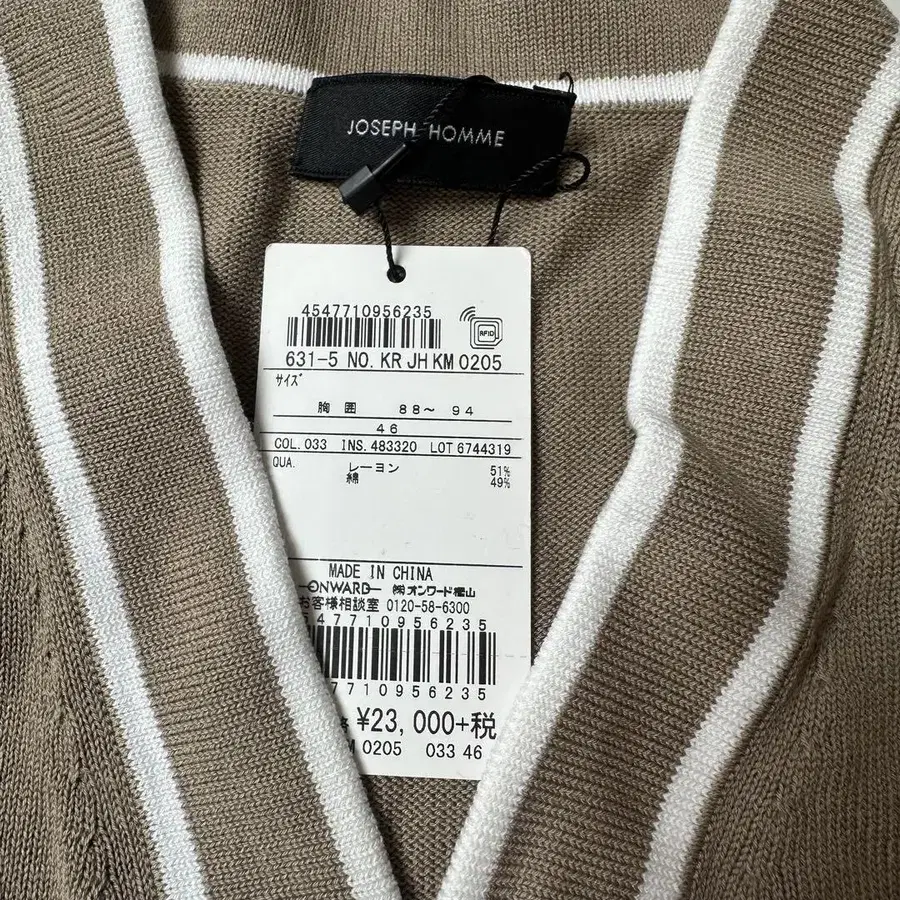 JOSEPH HOMME
4547710956235
RFID
631-5 NO. KR JH KM 0205
サイズ
胸囲 88～ 94
46
COL. 033 INS. 483320 LOT 6744319
QUA. レーヨン 51%
綿 49%
MADE IN CHINA
ONWARD ㈱オンワード樫山
お客様相談室 0120-58-6300
47710956235
7710956235
¥23,000+税
M 0205 033 46